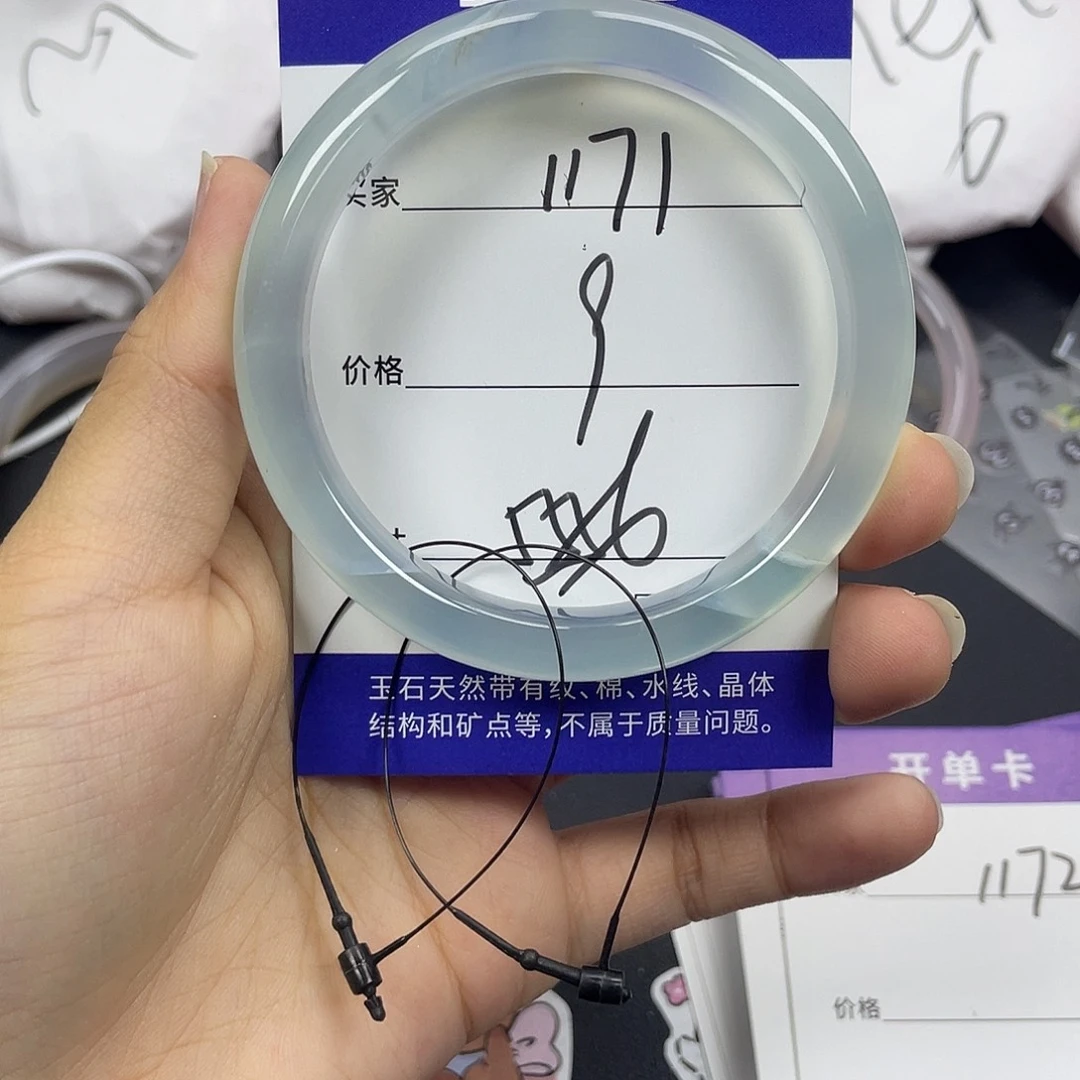 家 1171
价格 9
玉石天然带有纹、棉、水线、晶体
结构和矿点等，不属于质量问题。
开单卡
1172
价格